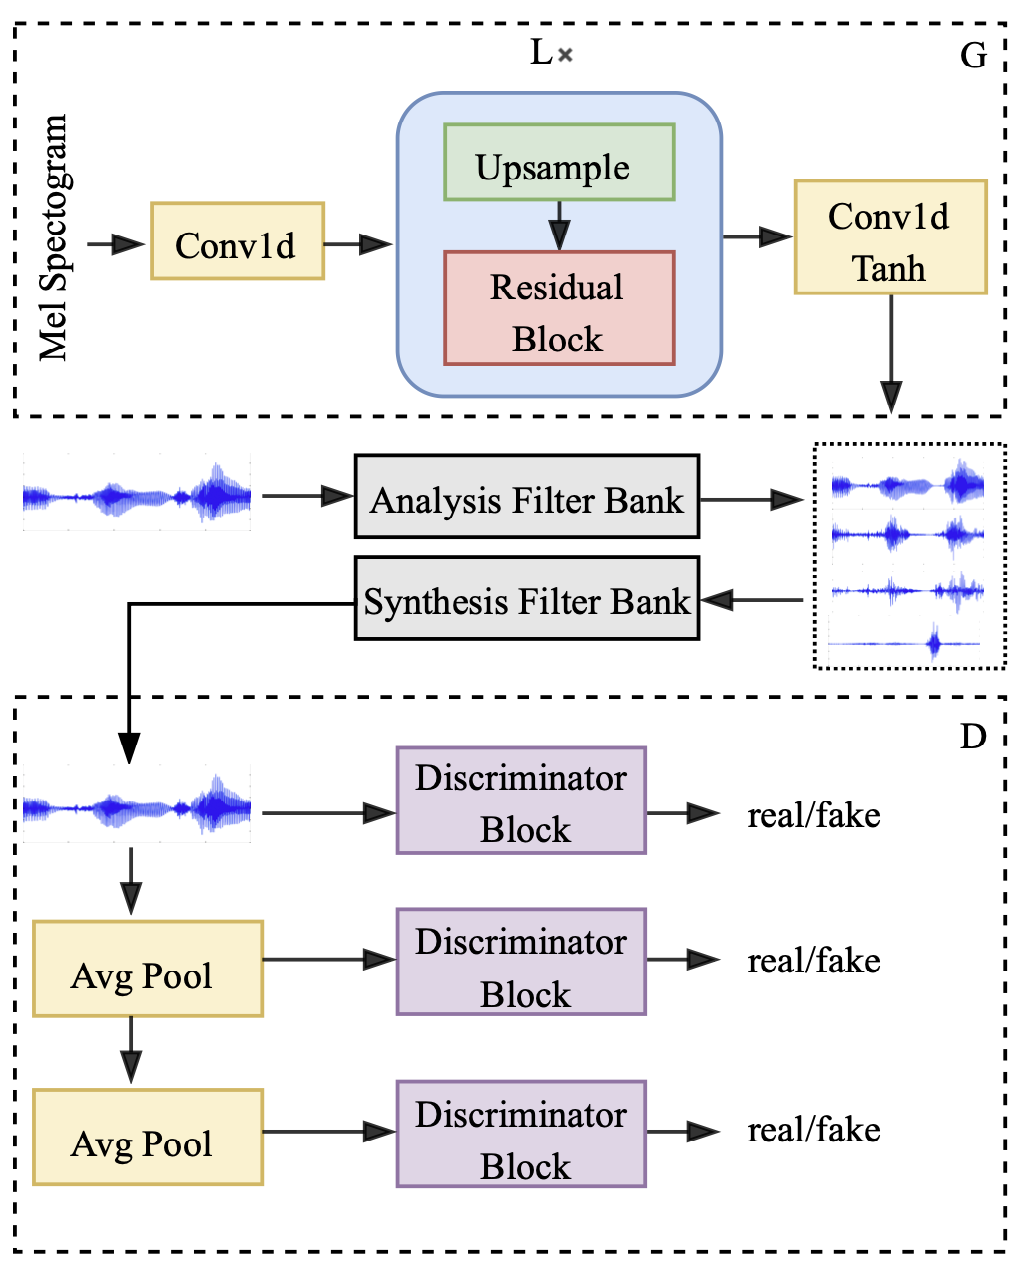 L×
G
Mel Spectogram
Conv1d
Upsample
Residual
Block
Conv1d
Tanh
Analysis Filter Bank
Synthesis Filter Bank
D
Discriminator
Block
real/fake
Avg Pool
Discriminator
Block
real/fake
Avg Pool
Discriminator
Block
real/fake